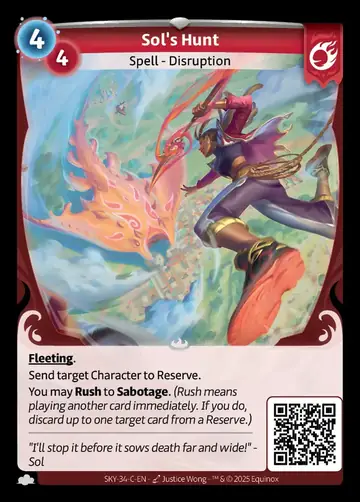 4
4
Sol's Hunt
Spell - Disruption
Fleeting.
Send target Character to Reserve.
You may Rush to Sabotage. (Rush means
playing another card immediately. If you do,
discard up to one target card from a Reserve.)
"I'll stop it before it sows death far and wide!" -
Sol
SKY-34-C-EN - Justice Wong - ™ & © 2025 Equinox